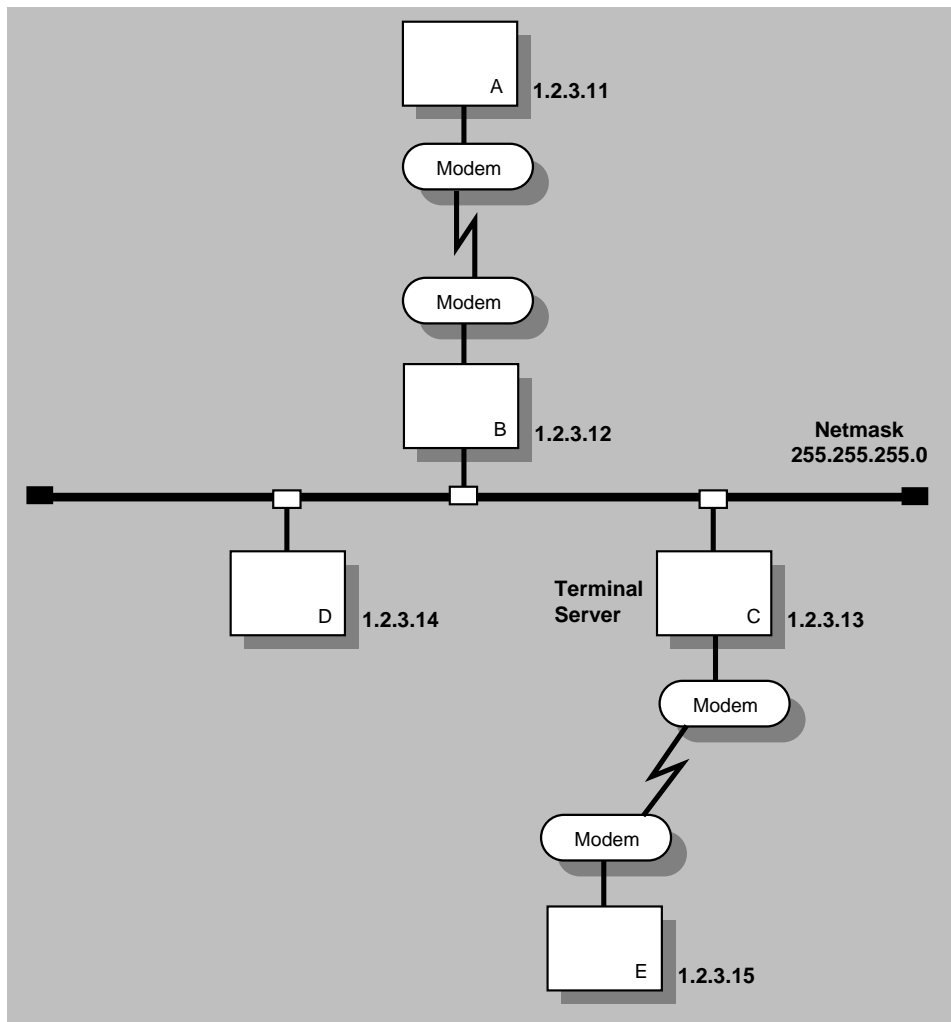 A
1.2.3.11
Modem
Modem
B
1.2.3.12
Netmask
255.255.255.0
D
1.2.3.14
Terminal
Server
C
1.2.3.13
Modem
Modem
E
1.2.3.15